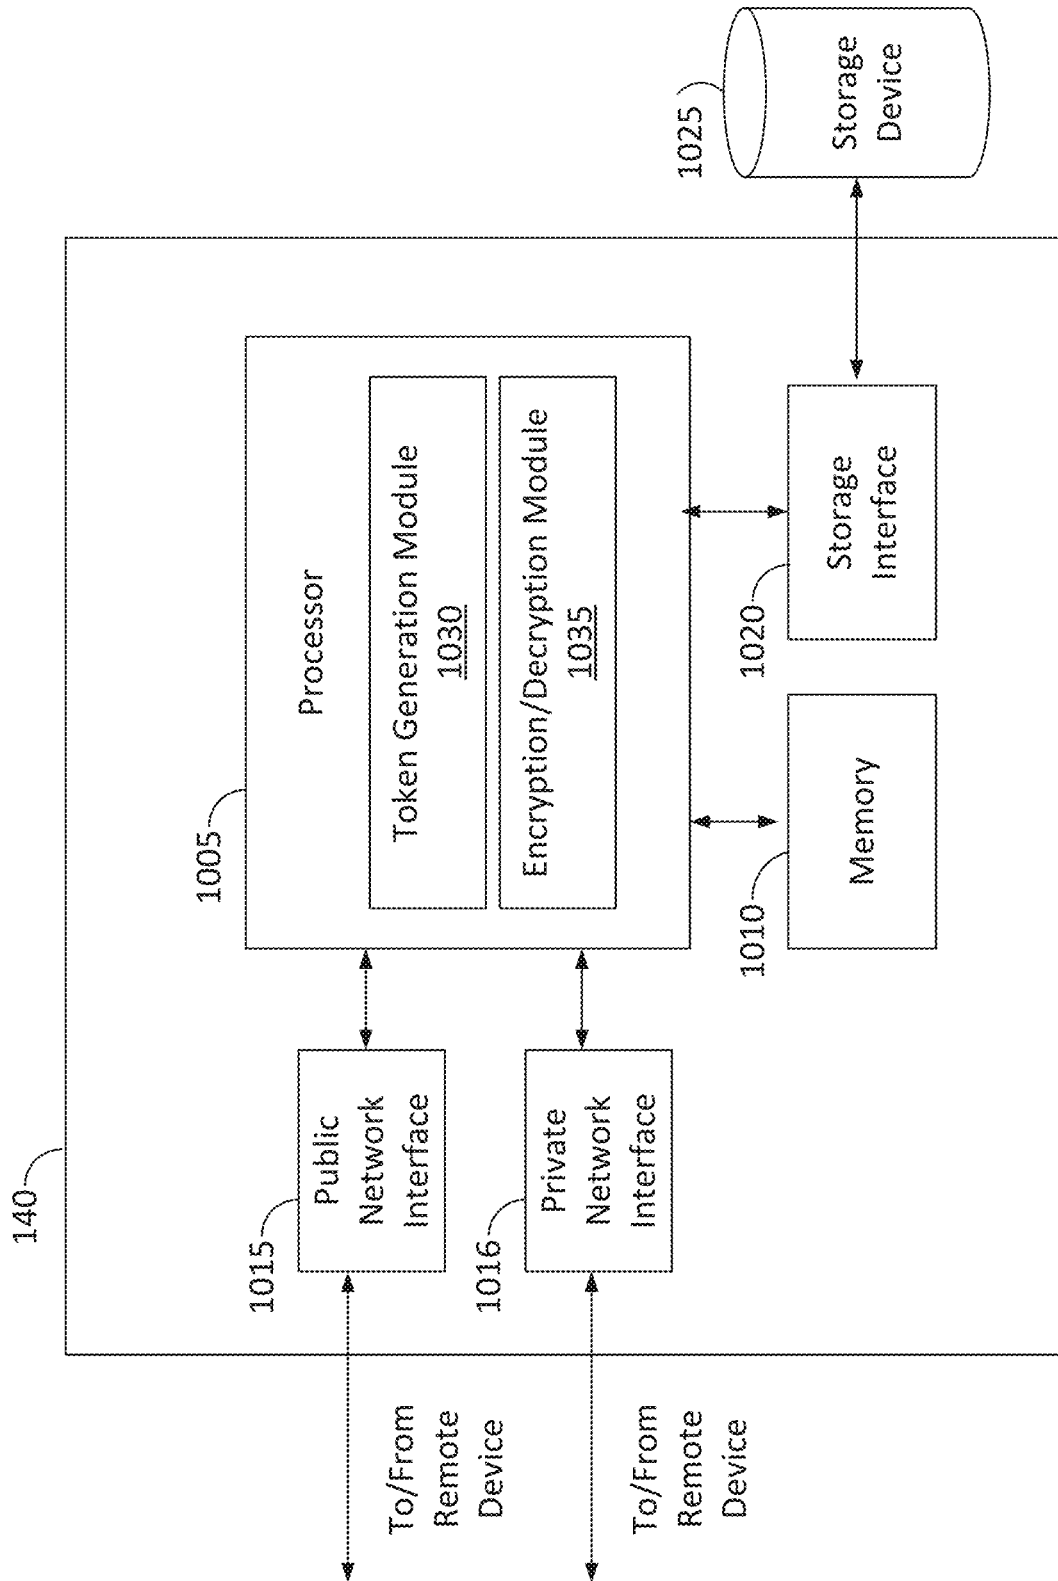 140
1005
Processor
Token Generation Module
1030
Encryption/Decryption Module
1035
1015
Public
Network
Interface
1016
Private
Network
Interface
To/From
Remote
Device
To/From
Remote
Device
1010
Memory
1020
Storage
Interface
1025
Storage
Device